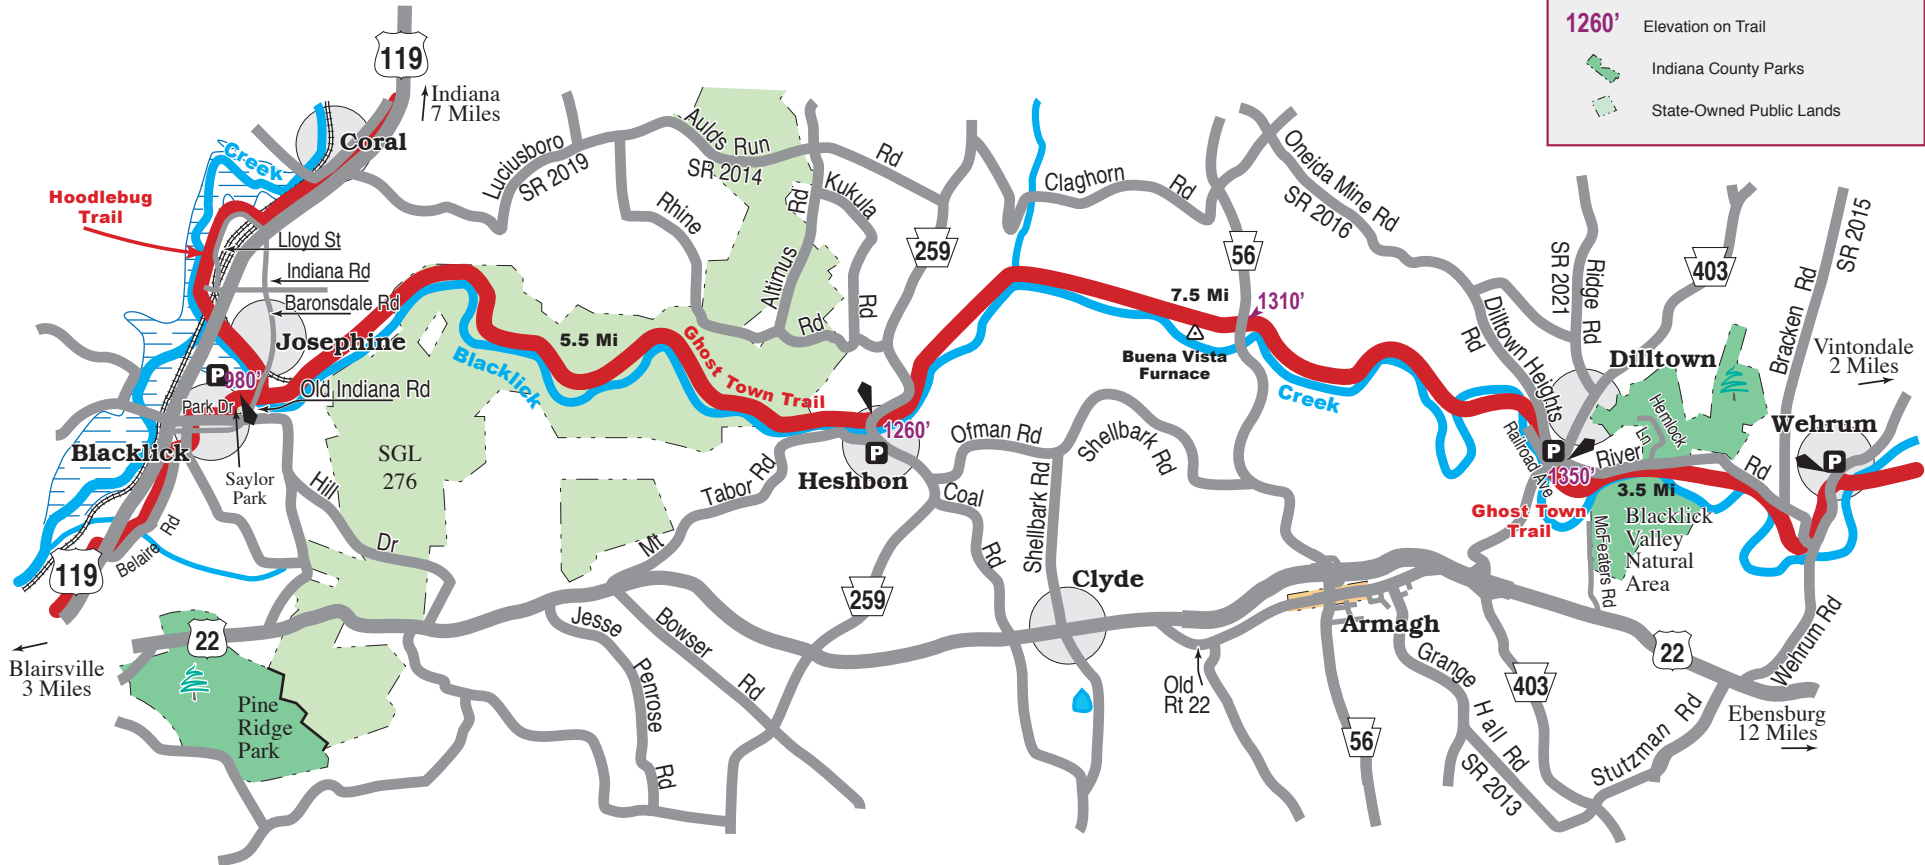 1260’ Elevation on Trail
Indiana County Parks
State-Owned Public Lands
119
Indiana
7 Miles
Coral
Creek
Hoodlebug
Trail
Lloyd St
Indiana Rd
Baronsdale Rd
Josephine
Old Indiana Rd
P
980’
Park Dr
Blacklick
Saylor
Park
Belaire Rd
119
Blairsville
3 Miles
22
Pine
Ridge
Park
Hill Dr
SGL
276
Luciusboro
SR 2019
Aulds Run Rd
SR 2014
Rhine Rd
Altimus Rd
Kukula Rd
259
5.5 Mi
Blacklick
Ghost Town Trail
1260’
P
Heshbon
Mt Tabor Rd
259
Jesse Penrose Rd
Bowser Rd
Ofman Rd
Coal Rd
Shellbark Rd
Shellbark Rd
Clyde
Claghorn Rd
56
7.5 Mi
1310’
Buena Vista
Furnace
Creek
Oneida Mine Rd
SR 2016
SR 2021
Ridge Rd
403
Dilltown Heights Rd
Dilltown
Bracken Rd
SR 2015
Vintondale
2 Miles
Wehrum
P
Hemlock Ln
P
Railroad Ave
1350’
River Rd
3.5 Mi
Ghost Town
Trail
McFeaters Rd
Blacklick
Valley
Natural
Area
Armagh
Old
Rt 22
56
Grange Hall Rd
SR 2013
403
22
Wehrum Rd
Stutzman Rd
Ebensburg
12 Miles